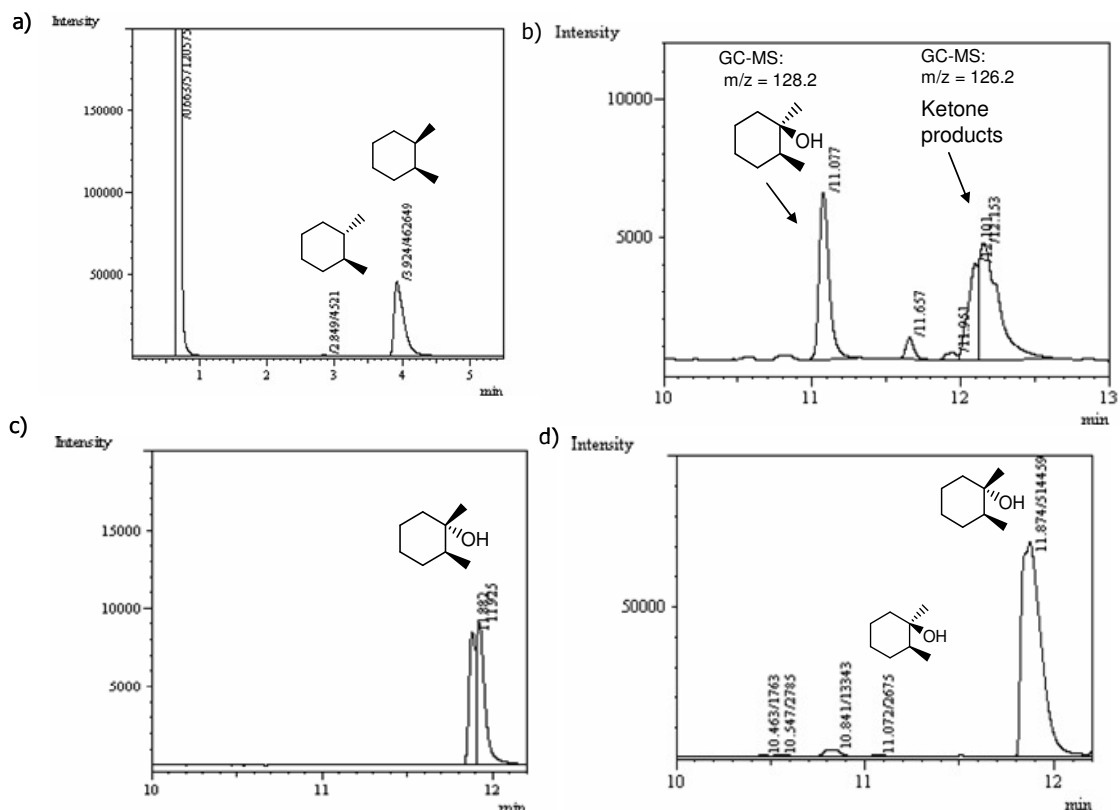 a)
Intensity
150000
100000
50000
/0.663/57120575
/2.849/4521
/3.924/462649
1
2
3
4
5
min
b)
Intensity
GC-MS:
m/z = 128.2
GC-MS:
m/z = 126.2
Ketone
products
OH
10000
5000
/11.077
/11.657
/11.951
/12.101
/12.153
10
11
12
13
min
c)
Intensity
15000
10000
5000
OH
11.882
11.925
10
11
12
min
d)
Intensity
50000
OH
OH
10.463/1763
10.547/2785
10.841/13343
11.072/2675
11.874/514459
10
11
12
min